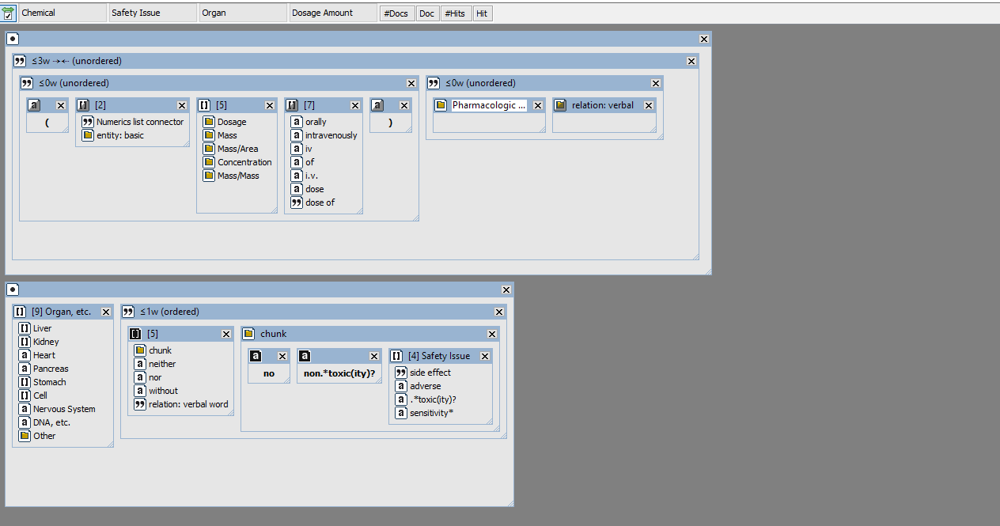 Chemical Safety Issue Organ Dosage Amount #Docs Doc #Hits Hit
≤3w ➝← (unordered)
≤0w (unordered) ≤0w (unordered)
a [2] [5] [7] a Pharmacologic ... relation: verbal
( Numerics list connector Dosage a orally )
entity: basic Mass a intravenously
Mass/Area a iv
Concentration a of
Mass/Mass a i.v.
a dose
dose of
[9] Organ, etc. ≤1w (ordered)
Liver [5] chunk
Kidney chunk a a [4] Safety Issue
a Heart a neither no non.*toxic(ity)? side effect
a Pancreas a nor a adverse
Stomach a without a .*toxic(ity)?
Cell relation: verbal word a sensitivity*
a Nervous System
a DNA, etc.
Other